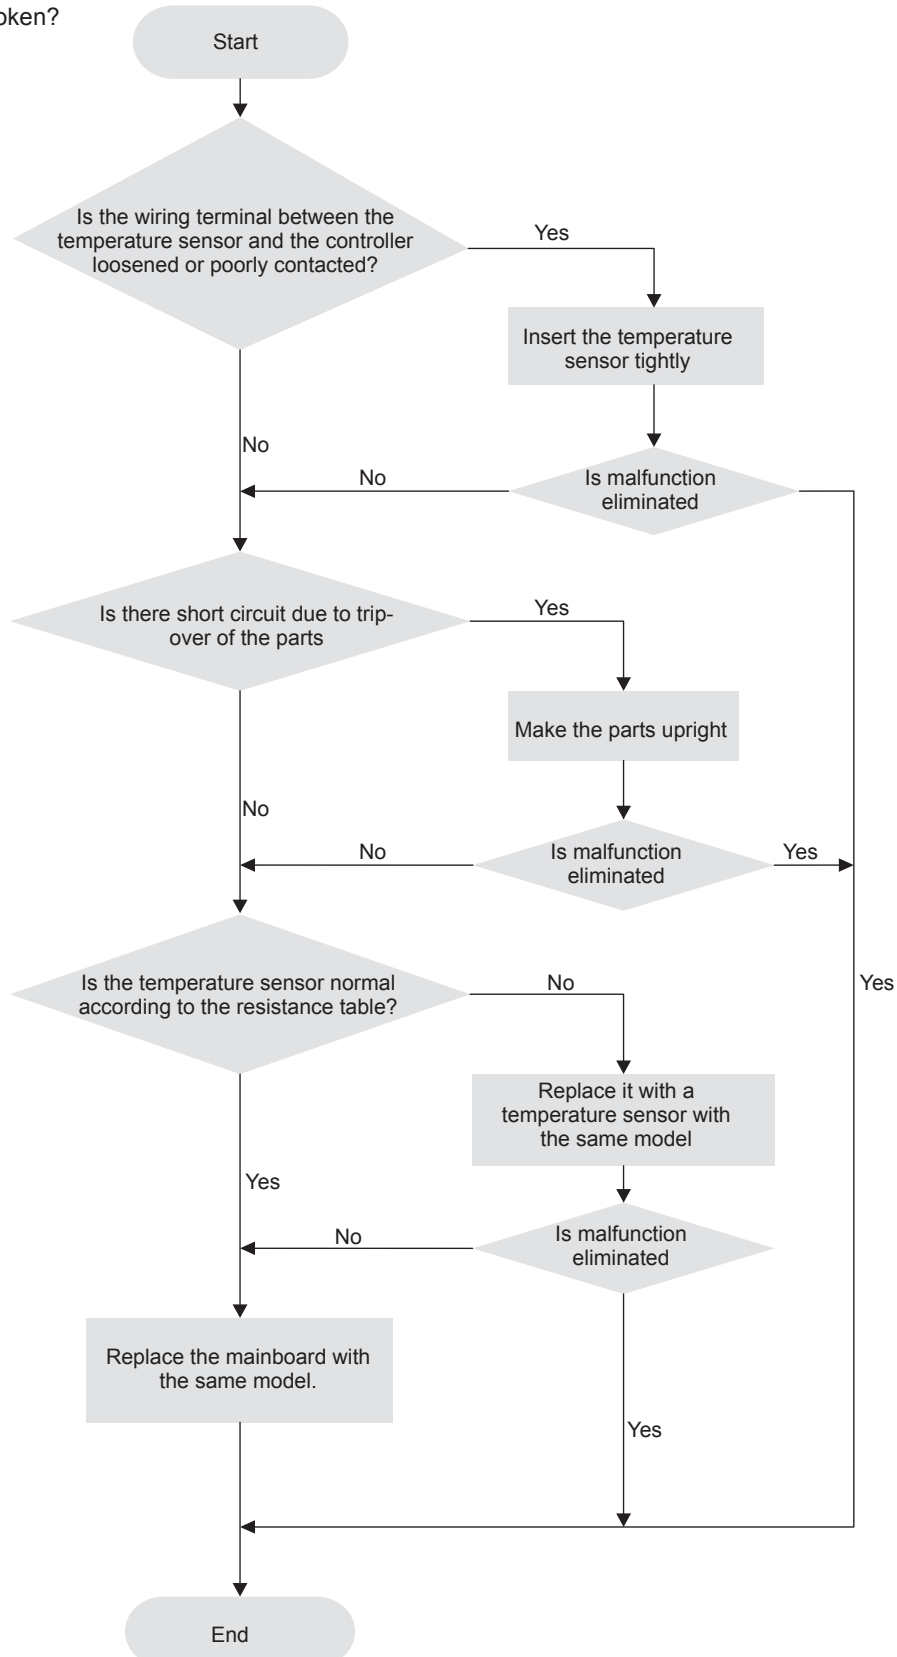 oken?
Start
Is the wiring terminal between the
temperature sensor and the controller
loosened or poorly contacted?
Yes
Insert the temperature
sensor tightly
No
No
Is malfunction
eliminated
Is there short circuit due to trip-
over of the parts
Yes
Make the parts upright
No
No
Is malfunction
eliminated
Yes
Is the temperature sensor normal
according to the resistance table?
No
Yes
Replace it with a
temperature sensor with
the same model
Yes
No
Is malfunction
eliminated
Replace the mainboard with
the same model.
Yes
End